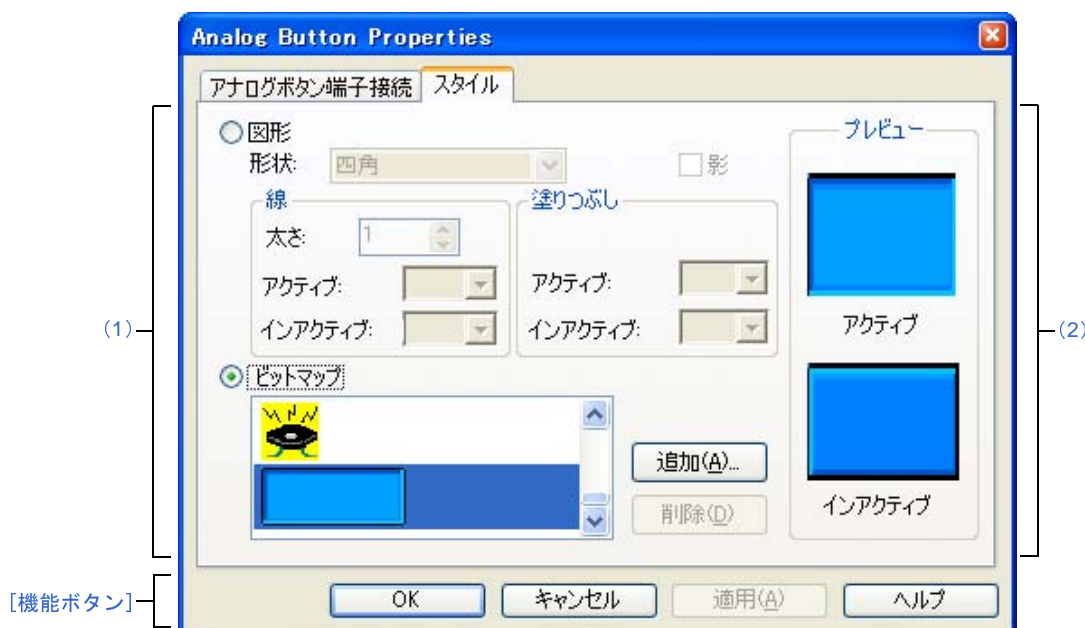 Analog Button Properties
アナログボタン端子接続 スタイル
図形
形状: 四角 影
線
太さ: 1
アクティブ:
インアクティブ:
塗りつぶし
アクティブ:
インアクティブ:
ビットマップ
追加(A)...
削除(D)
プレビュー
アクティブ
インアクティブ
(1)
(2)
[機能ボタン]
OK キャンセル 適用(A) ヘルプ